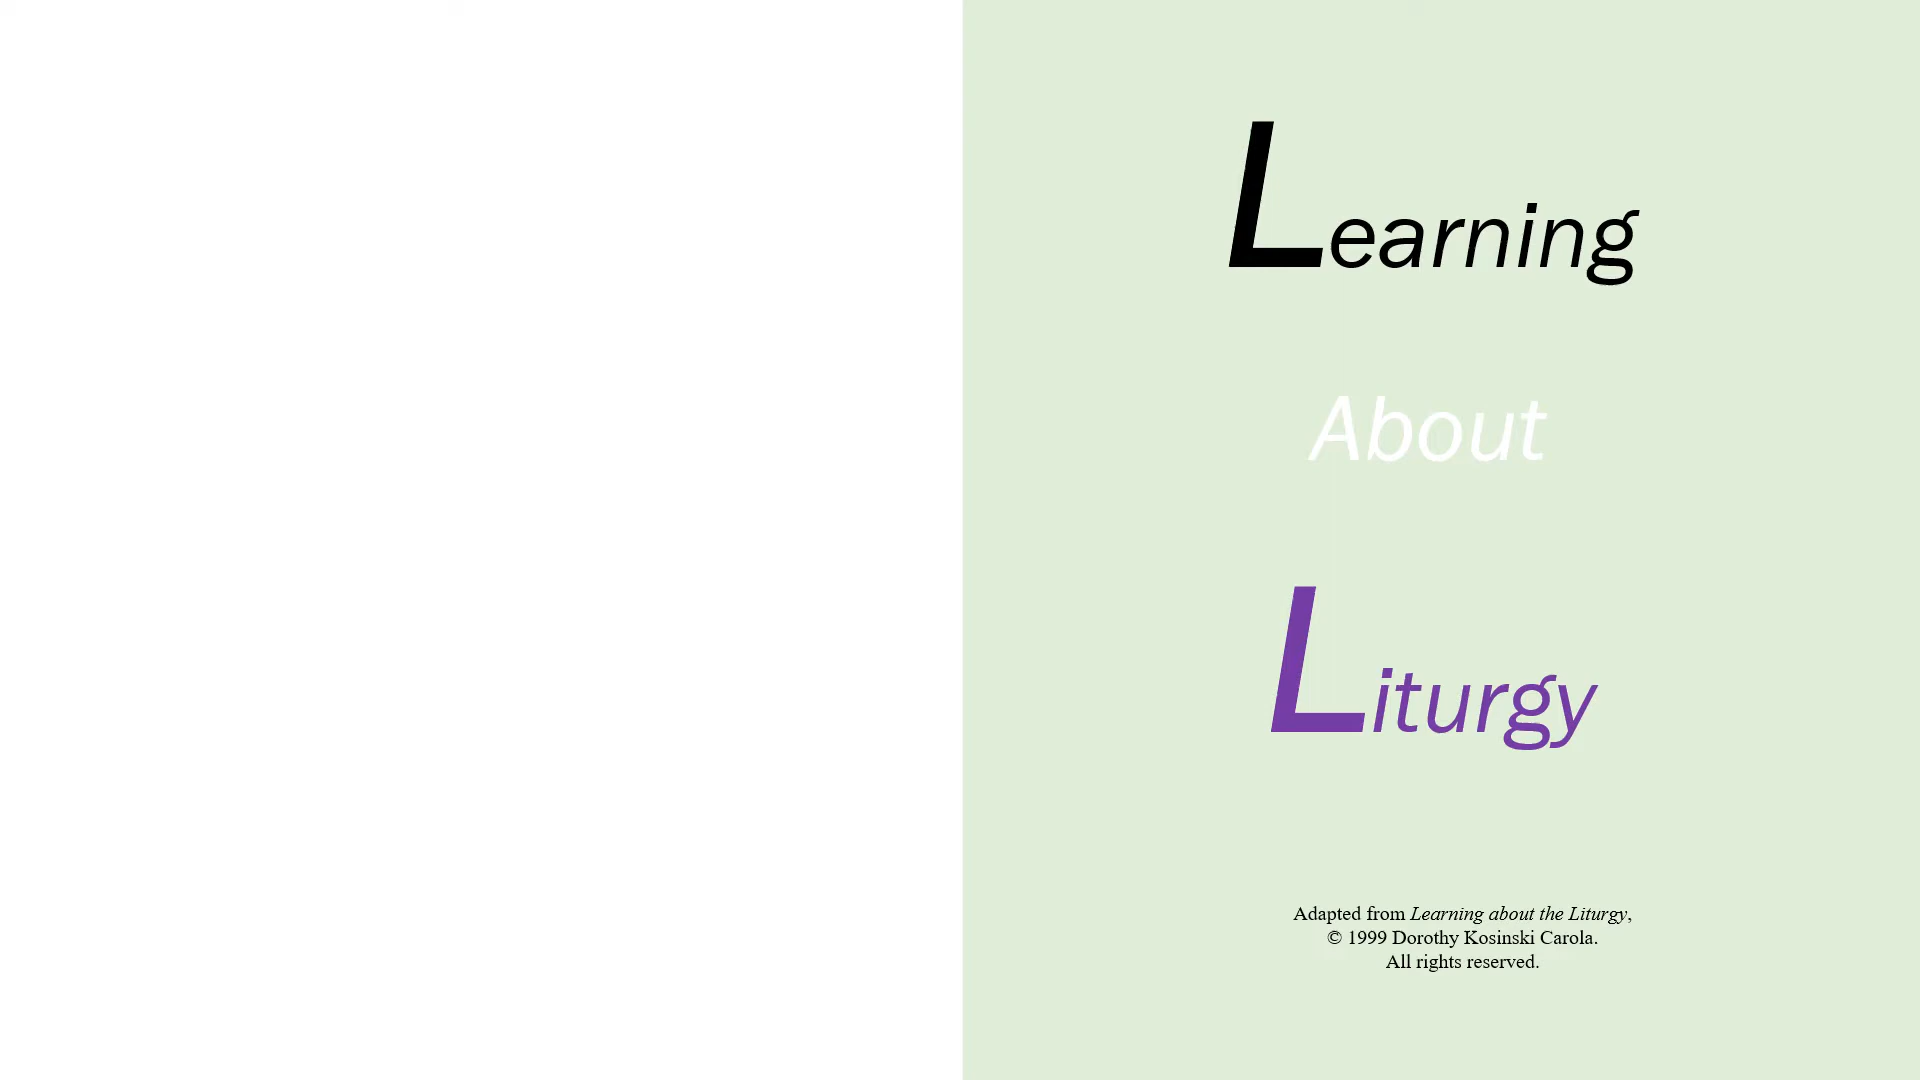 Learning
About
Liturgy
Adapted from Learning about the Liturgy,
© 1999 Dorothy Kosinski Carola.
All rights reserved.